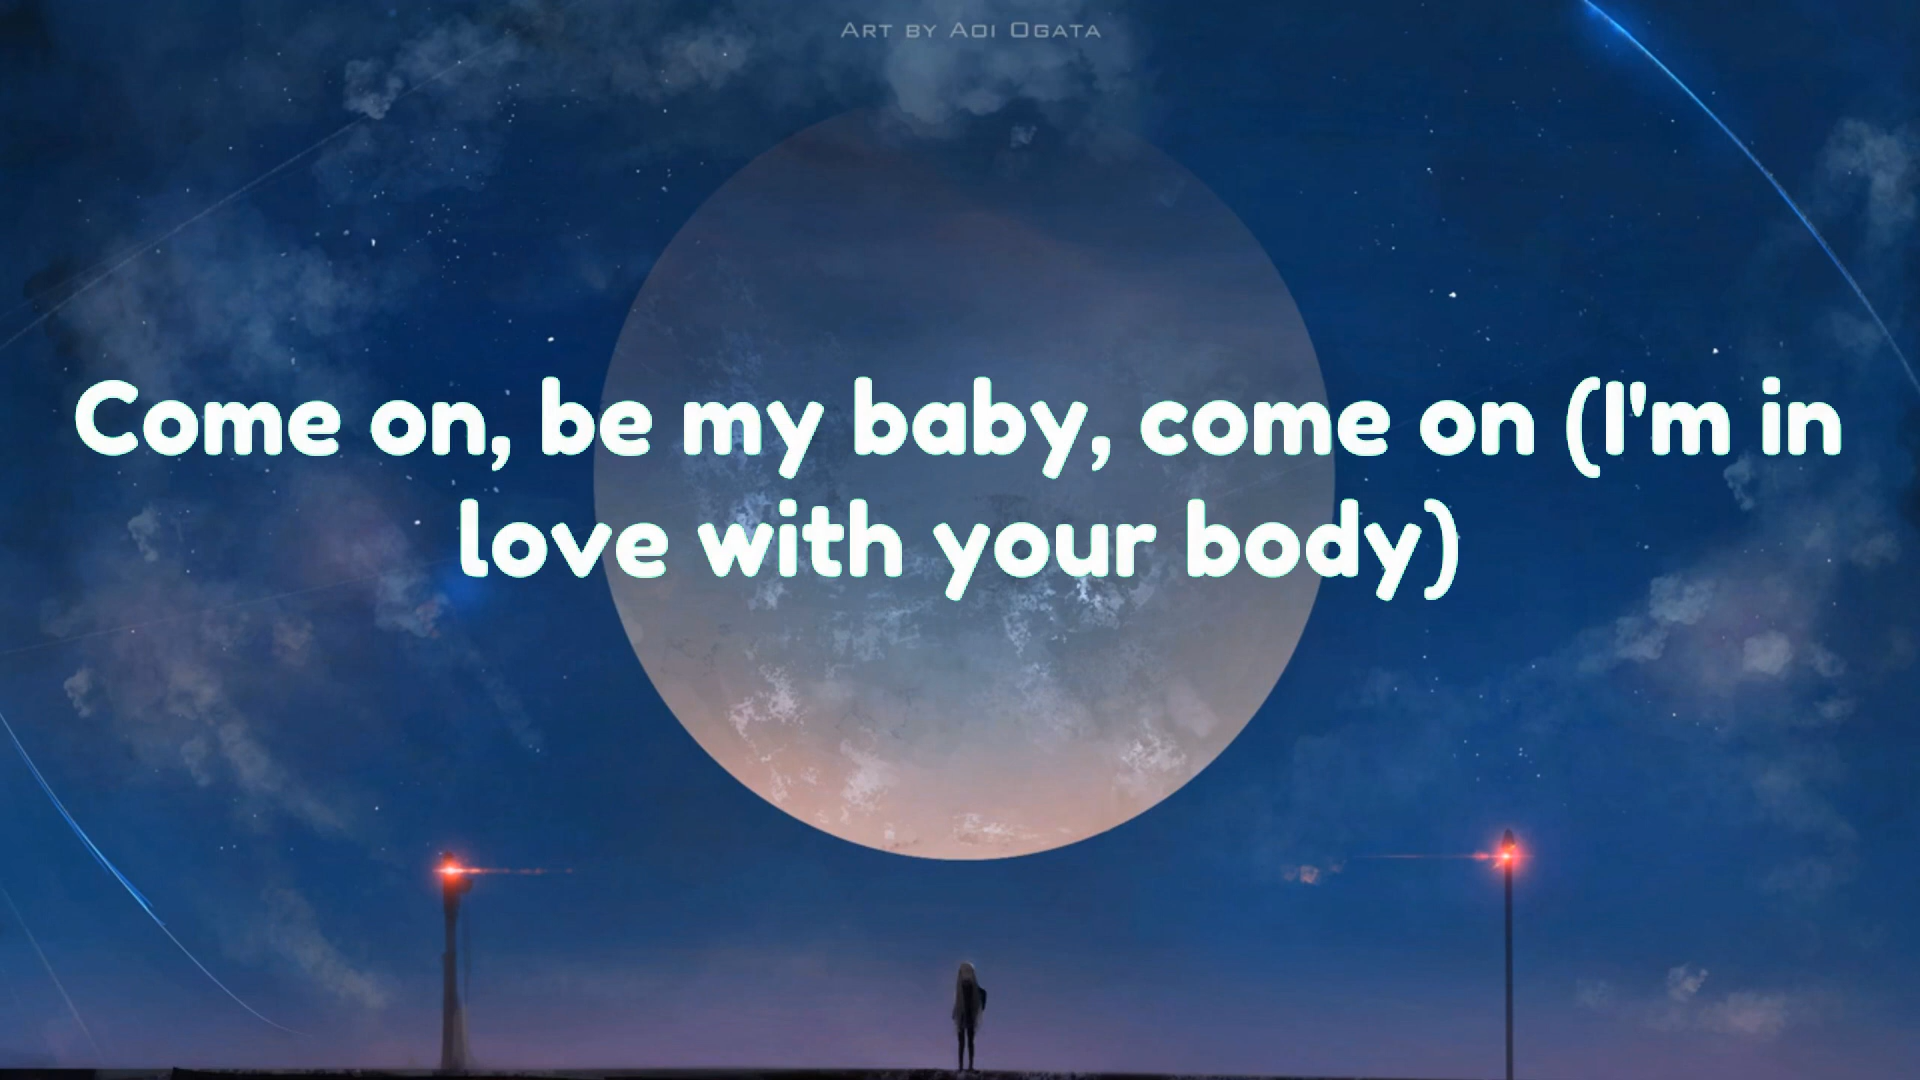 Art by Aoi Ogata
Come on, be my baby, come on (I'm in
love with your body)